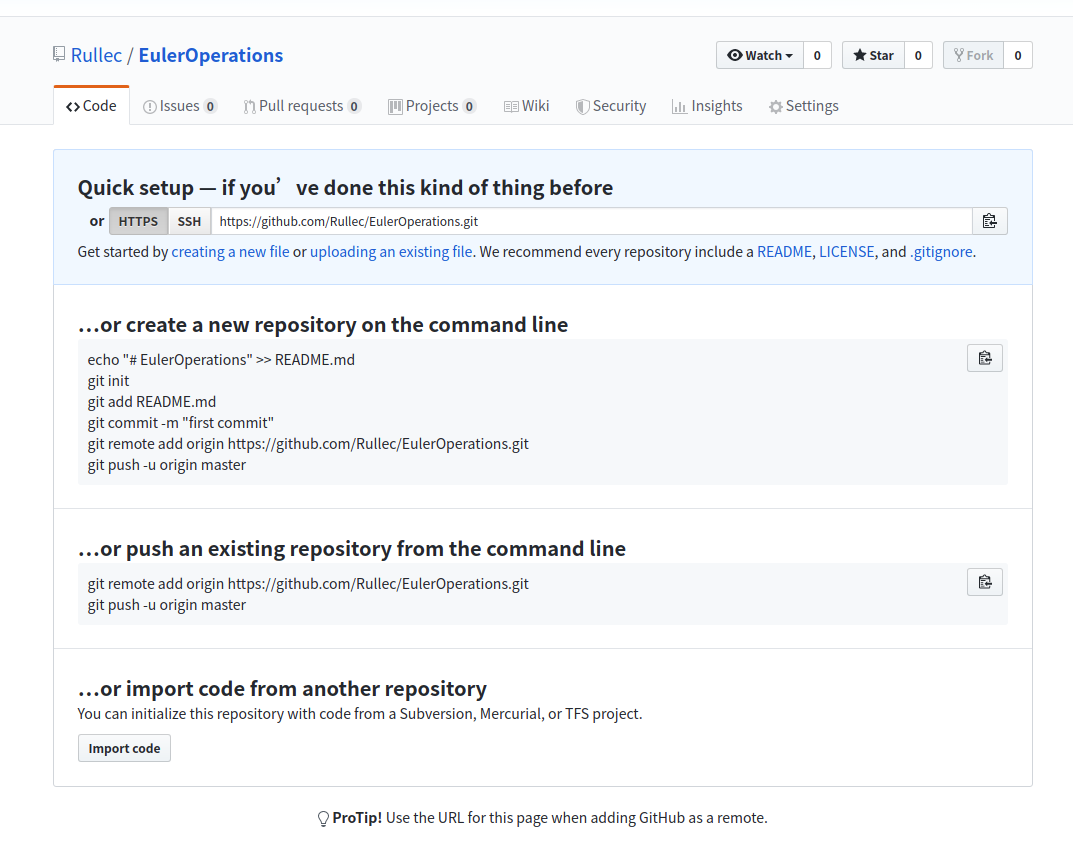 Rullec / EulerOperations
Watch 0 Star 0 Fork 0
Code Issues 0 Pull requests 0 Projects 0 Wiki Security Insights Settings
Quick setup — if you’ve done this kind of thing before
or HTTPS SSH https://github.com/Rullec/EulerOperations.git
Get started by creating a new file or uploading an existing file. We recommend every repository include a README, LICENSE, and .gitignore.
…or create a new repository on the command line
echo "# EulerOperations" >> README.md
git init
git add README.md
git commit -m "first commit"
git remote add origin https://github.com/Rullec/EulerOperations.git
git push -u origin master
…or push an existing repository from the command line
git remote add origin https://github.com/Rullec/EulerOperations.git
git push -u origin master
…or import code from another repository
You can initialize this repository with code from a Subversion, Mercurial, or TFS project.
Import code
ProTip! Use the URL for this page when adding GitHub as a remote.